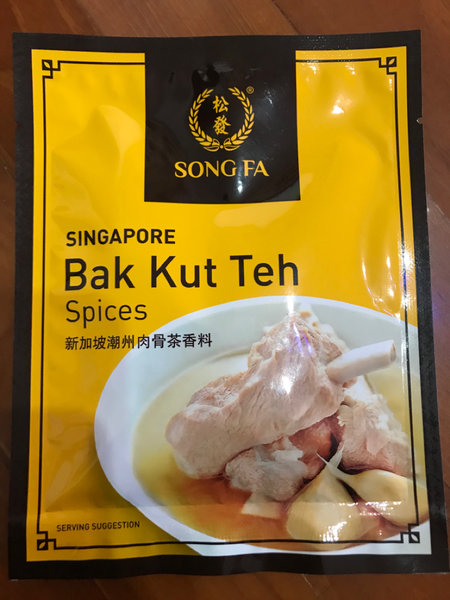 松
發
®
SONG FA
SINGAPORE
Bak Kut Teh
Spices
新加坡潮州肉骨茶香料
SERVING SUGGESTION